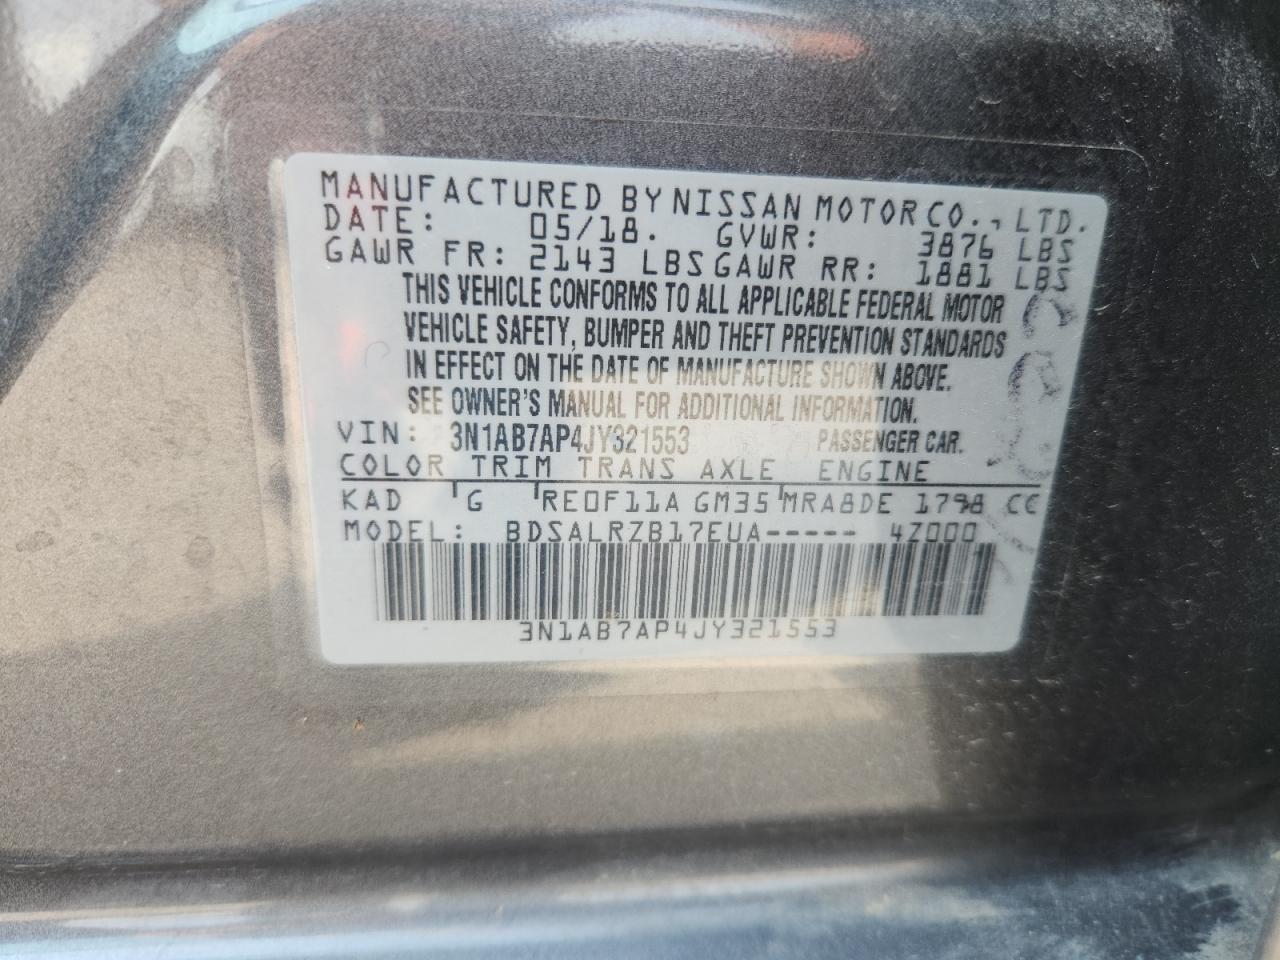 MANUFACTURED BY NISSAN MOTOR CO., LTD.
DATE: 05/18. GVWR: 3876 LBS
GAWR FR: 2143 LBS GAWR RR: 1881 LBS
THIS VEHICLE CONFORMS TO ALL APPLICABLE FEDERAL MOTOR
VEHICLE SAFETY, BUMPER AND THEFT PREVENTION STANDARDS
IN EFFECT ON THE DATE OF MANUFACTURE SHOWN ABOVE.
SEE OWNER'S MANUAL FOR ADDITIONAL INFORMATION.
VIN: 3N1AB7AP4JY321553 PASSENGER CAR.
COLOR TRIM TRANS AXLE ENGINE
KAD G RE0F11A GM35 MRA8DE 1798 CC
MODEL: BDSALRZB17EUA----- 4Z000
3N1AB7AP4JY321553